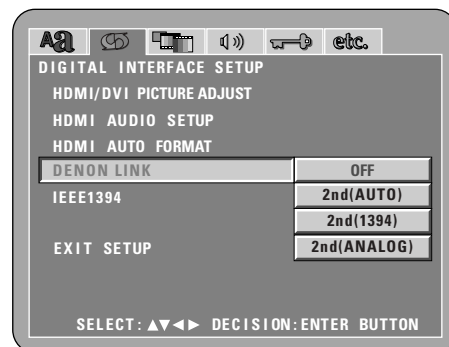 Aa etc.
DIGITAL INTERFACE SETUP
HDMI/DVI PICTURE ADJUST
HDMI AUDIO SETUP
HDMI AUTO FORMAT
DENON LINK OFF
IEEE1394 2nd(AUTO)
2nd(1394)
EXIT SETUP 2nd(ANALOG)
SELECT:▲▼◄► DECISION:ENTER BUTTON